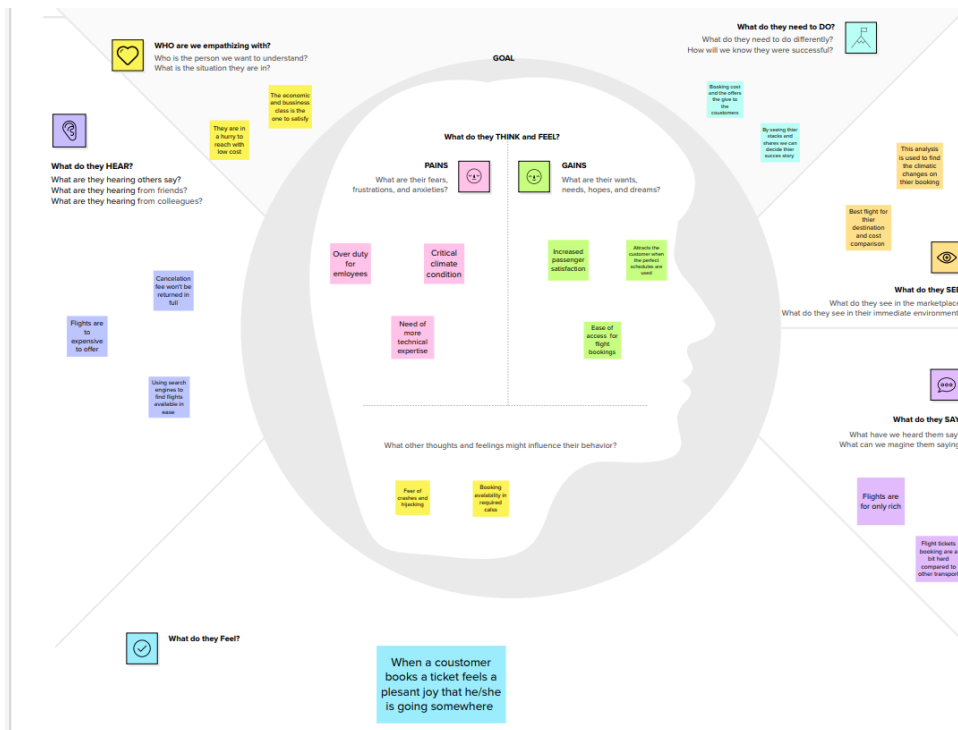 WHO are we empathizing with?
Who is the person we want to understand?
What is the situation they are in?
The economic
and bussiness
class is the
one to satisfy
They are in
a hurry to
reach with
low cost
GOAL
What do they need to DO?
What do they need to do differently?
How will we know they were successful?
Booking cost
and the offers
the give to
the
coustomers
By seeing thier
stacks and
shares we can
decide thier
succes story
What do they HEAR?
What are they hearing others say?
What are they hearing from friends?
What are they hearing from colleagues?
Cancelation
fee won't be
returned in
full
Flights are
to
expensive
to offer
Using search
engines to
find flights
available in
ease
What do they THINK and FEEL?
PAINS
What are their fears,
frustrations, and anxieties?
GAINS
What are their wants,
needs, hopes, and dreams?
Over duty
for
emloyees
Critical
climate
condition
Need of
more
technical
expertise
Increased
passenger
satisfaction
Attracts the
customer when
the perfect
schedules are
used
Ease of
access for
flight
bookings
What other thoughts and feelings might influence their behavior?
Fear of
crashes and
hijacking
Booking
availability in
required
calss
This analysis
is used to find
the climatic
changes on
thier booking
Best flight for
thier
destination
and cost
comparison
What do they SEE
What do they see in the marketplace
What do they see in their immediate environment
What do they SAY
What have we heard them say
What can we magine them saying
Flights are
for only rich
Flight tickets
booking are a
bit hard
compared to
other transport
What do they Feel?
When a coustomer
books a ticket feels a
plesant joy that he/she
is going somewhere